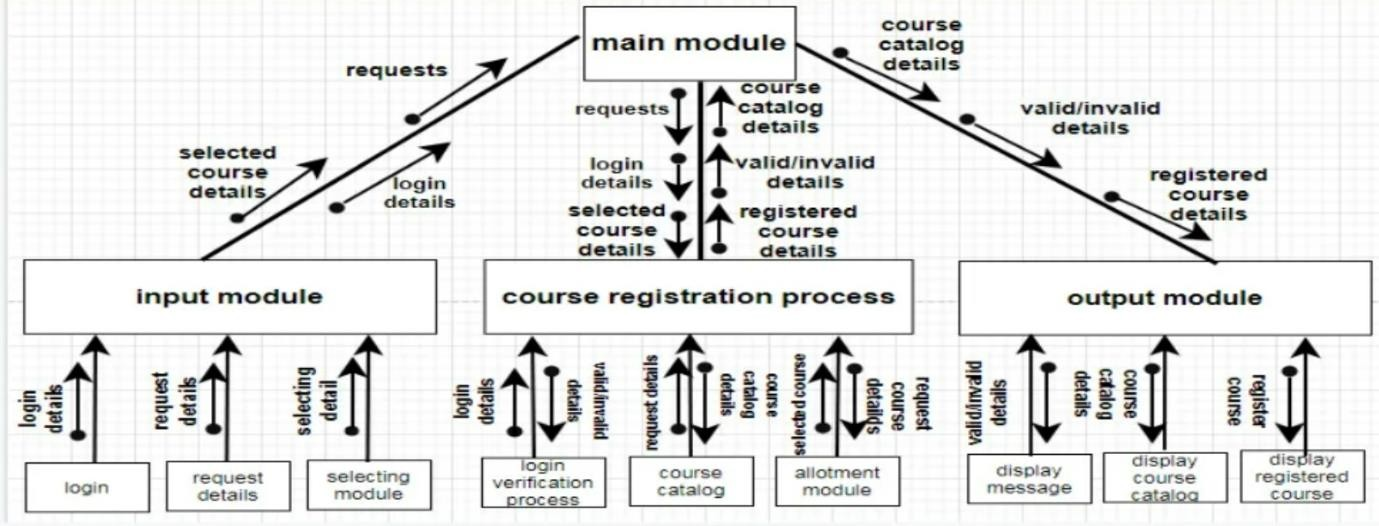 main module
requests
selected
course
details
login
details
requests
login
details
selected
course
details
course
catalog
details
valid/invalid
details
registered
course
details
course
catalog
details
valid/invalid
details
registered
course
details
input module
course registration process
output module
login
details
request
details
selecting
detail
login
details
valid/invalid
details
request details
course
catalog
details
selected course
request
course
valid/invalid
details
course
catalog
details
register
course
login
request
details
selecting
module
login
verification
process
course
catalog
allotment
module
display
message
display
course
catalog
display
registered
course